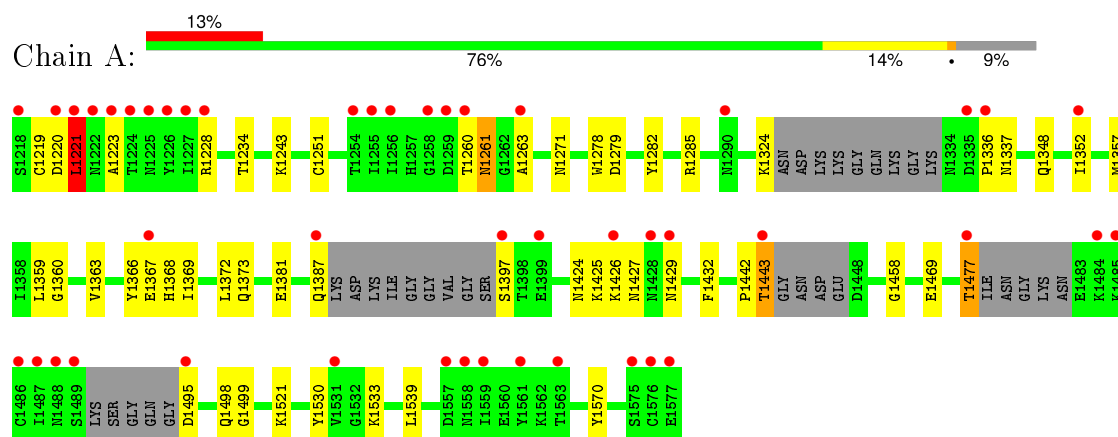 13%
Chain A:
76% 14% • 9%
S1218 C1219 D1220 L1221 N1222 A1223 T1224 N1225 Y1226 I1227 R1228 T1234 K1243 C1251 T1254 I1255 I1256 H1257 G1258 D1259 T1260 N1261 G1262 A1263 N1271 W1278 D1279 Y1282 R1285 N1290 K1324 ASN ASP LYS LYS GLY GLN LYS GLY LYS N1334 D1335 P1336 N1337 Q1348 I1352 M1357
I1358 L1359 G1360 V1363 Y1366 E1367 H1368 I1369 L1372 Q1373 E1381 Q1387 LYS ASP LYS ILE GLY GLY VAL GLY SER S1397 T1398 E1399 N1424 K1425 K1426 N1427 N1428 N1429 F1432 P1442 T1443 GLY ASN ASP GLU D1448 G1458 E1469 T1477 ILE ASN GLY LYS ASN E1483 K1484 K1485
C1486 I1487 N1488 S1489 LYS SER GLY GLN GLY D1495 Q1498 G1499 K1521 Y1530 V1531 G1532 K1533 L1539 D1557 N1558 I1559 E1560 Y1561 K1562 T1563 Y1570 S1575 C1576 E1577